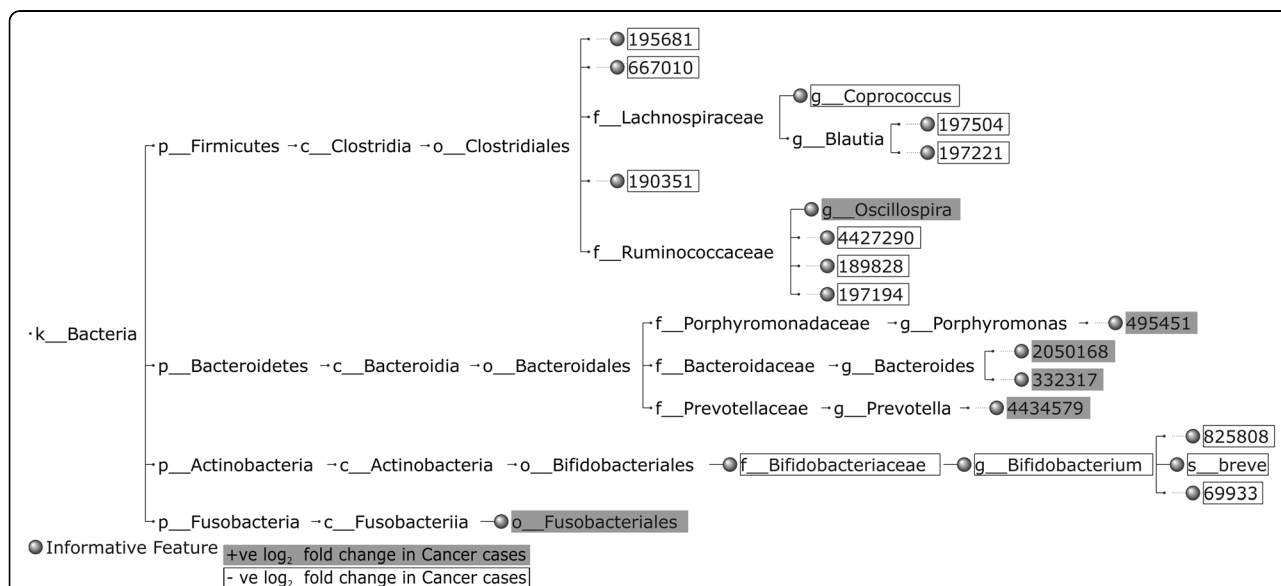 195681
667010
g__Coprococcus
f__Lachnospiraceae
197504
g__Blautia
p__Firmicutes c__Clostridia o__Clostridiales
197221
190351
g__Oscillospira
4427290
f__Ruminococcaceae
189828
197194
f__Porphyromonadaceae g__Porphyromonas 495451
k__Bacteria
2050168
p__Bacteroidetes c__Bacteroidia o__Bacteroidales f__Bacteroidaceae g__Bacteroides
332317
f__Prevotellaceae g__Prevotella 4434579
825808
p__Actinobacteria c__Actinobacteria o__Bifidobacteriales f__Bifidobacteriaceae g__Bifidobacterium s__breve
69933
p__Fusobacteria c__Fusobacteriia o__Fusobacteriales
Informative Feature
+ve log2 fold change in Cancer cases
- ve log2 fold change in Cancer cases